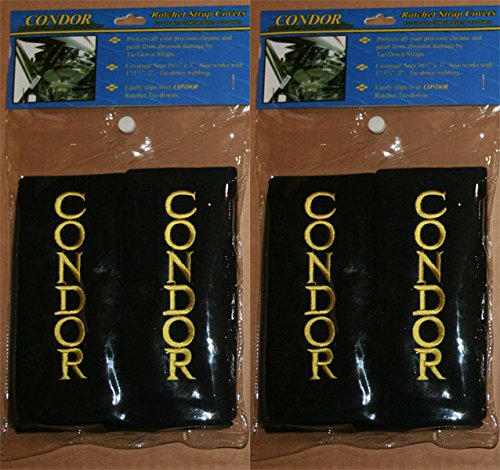 CONDOR
Ratchet Strap Covers
Protects all your precious chrome and
paint from abrasion damage by
Tie-Down Straps.
Easily slips over CONDOR
Ratchet Tie-downs.
CONDOR
CONDOR
CONDOR
Ratchet Strap Covers
Protects all your precious chrome and
paint from abrasion damage by
Tie-Down Straps.
Easily slips over CONDOR
Ratchet Tie-downs.
CONDOR
CONDOR